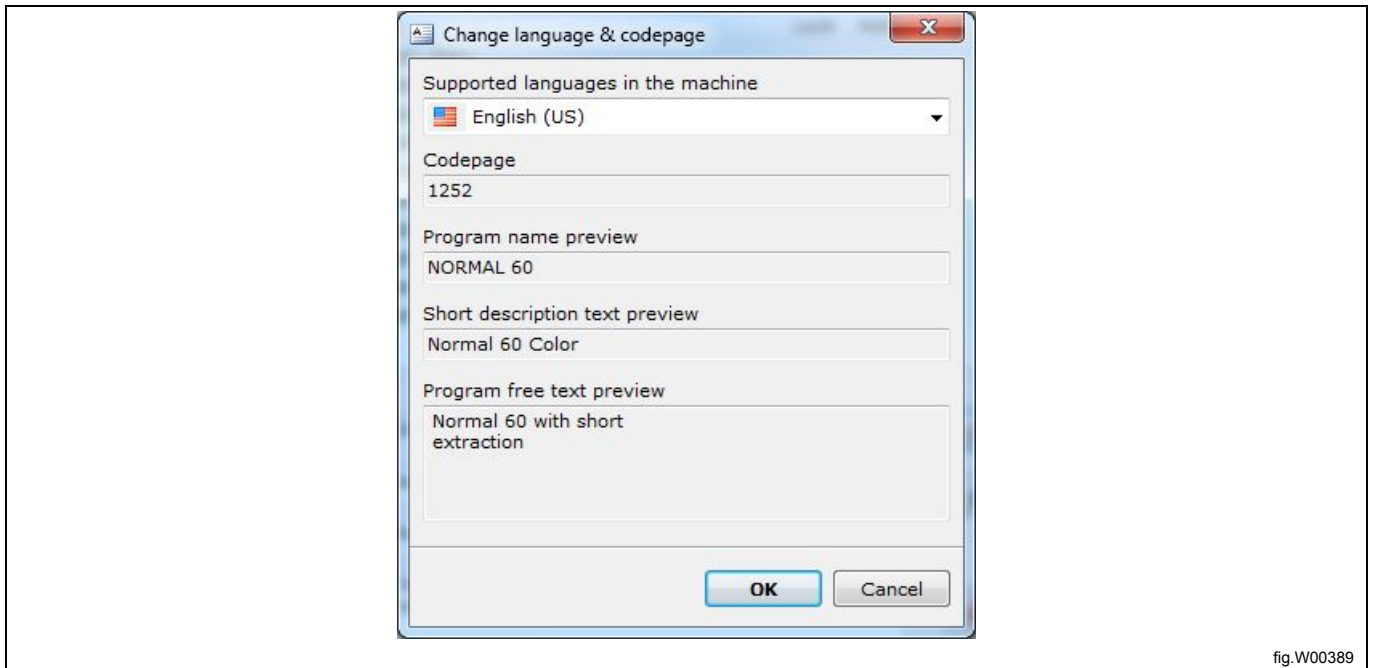 Change language & codepage
Supported languages in the machine
English (US)
Codepage
1252
Program name preview
NORMAL 60
Short description text preview
Normal 60 Color
Program free text preview
Normal 60 with short
extraction
OK Cancel
fig.W00389